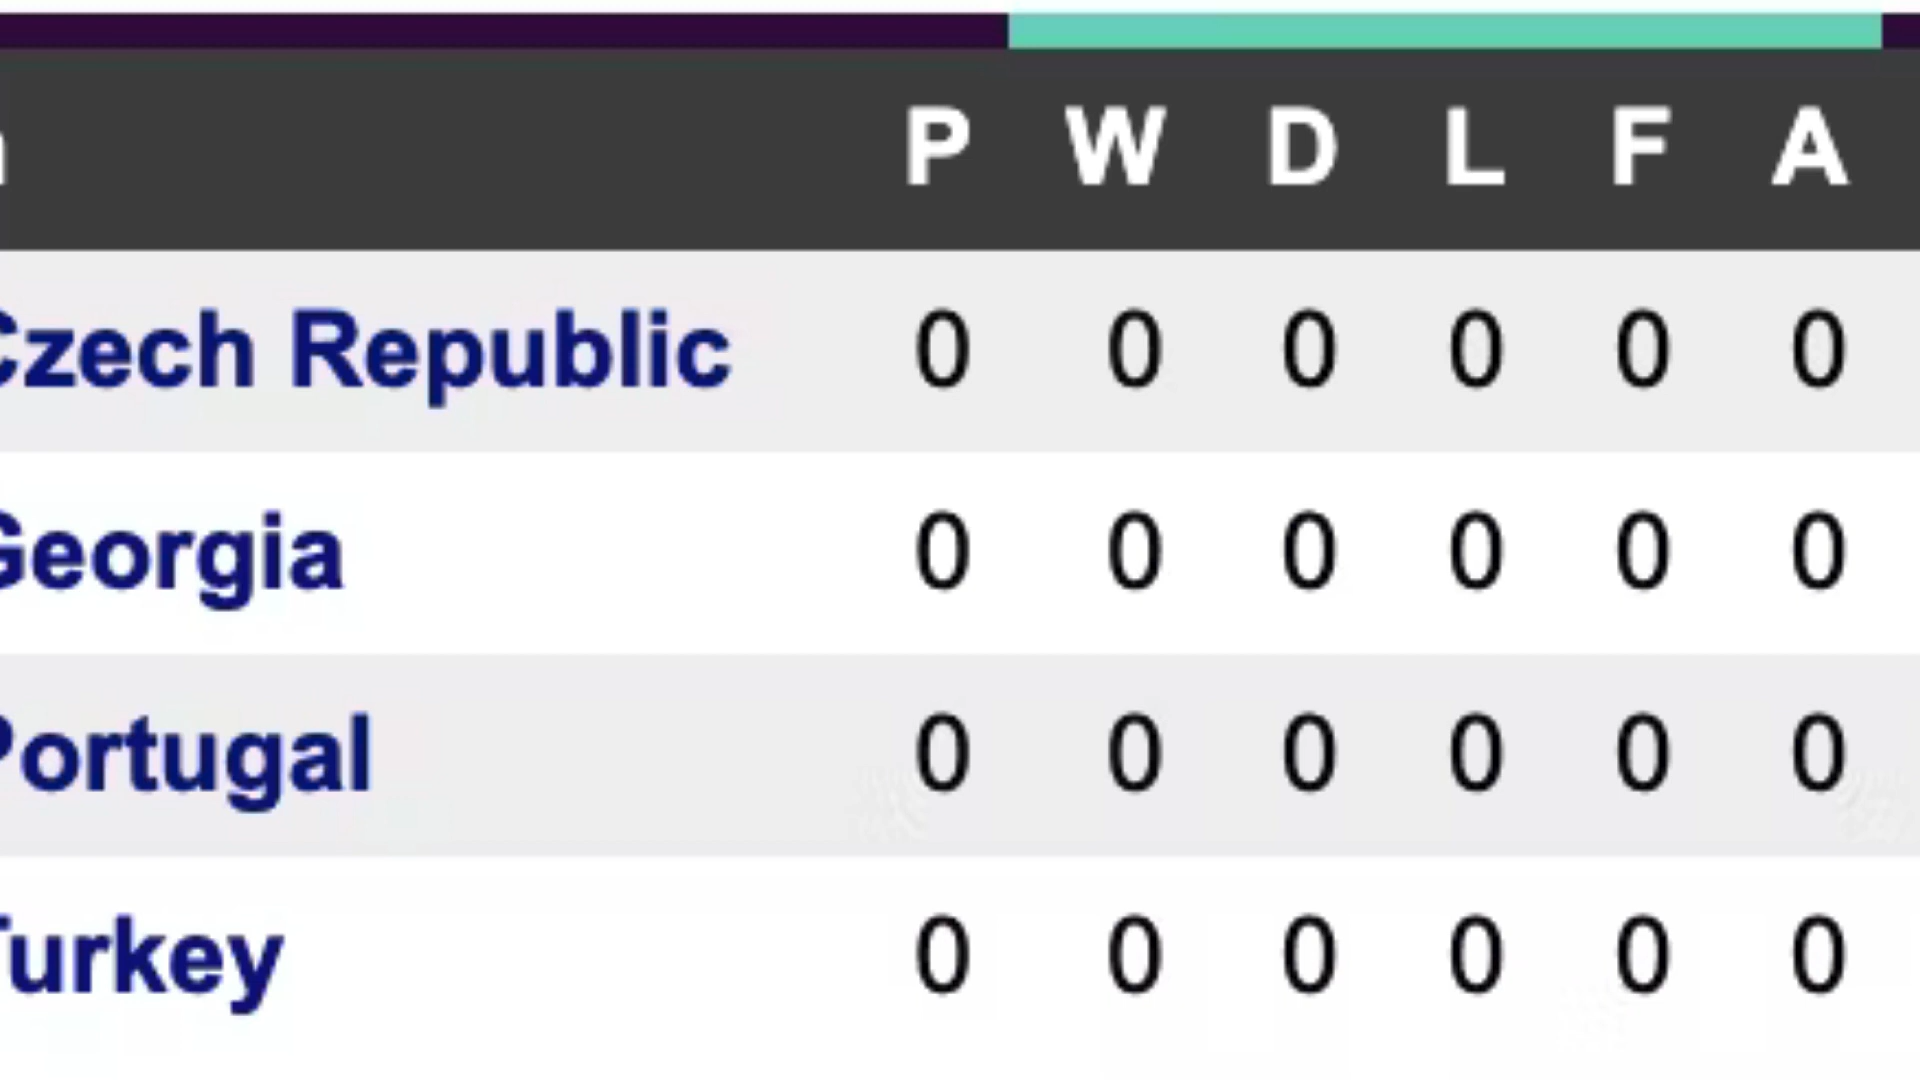 P W D L F A
Czech Republic 0 0 0 0 0 0
Georgia 0 0 0 0 0 0
Portugal 0 0 0 0 0 0
Turkey 0 0 0 0 0 0